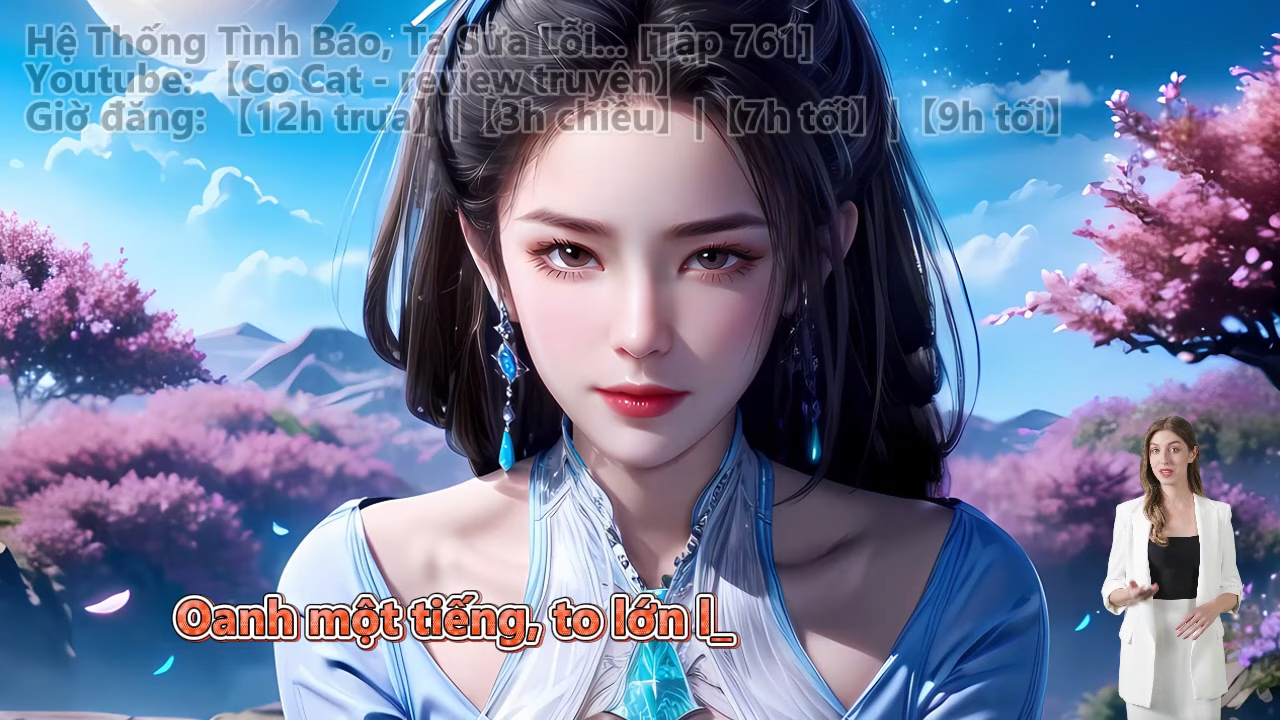 Hệ Thống Tình Báo, Ta Sửa Lỗi... [Tập 761]
Youtube: 【Cọ Cat - review truyện】
Giờ đăng: 【12h trưa】 | [3h chiều] | [7h tối] | [9h tối]
Oanh một tiếng, to lớn l_